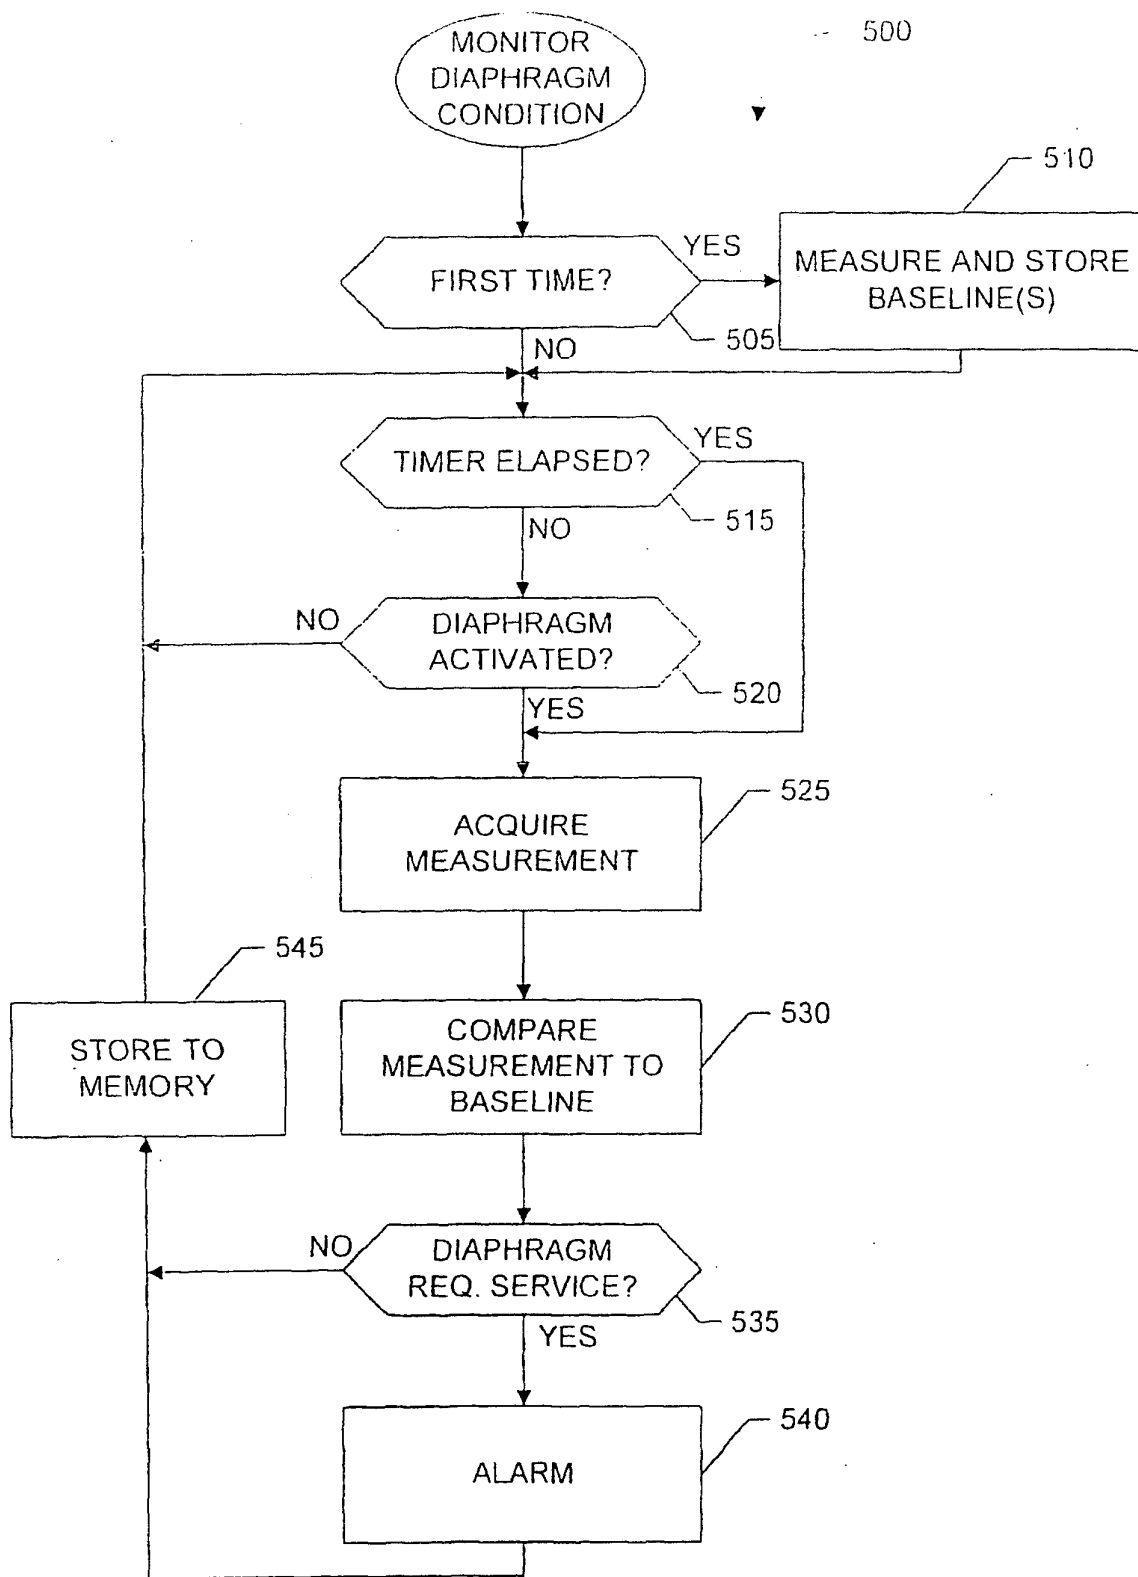 MONITOR
DIAPHRAGM
CONDITION
500
510
FIRST TIME?
YES
MEASURE AND STORE
BASELINE(S)
505
NO
TIMER ELAPSED?
YES
515
NO
DIAPHRAGM
ACTIVATED?
NO
520
YES
ACQUIRE
MEASUREMENT
525
545
STORE TO
MEMORY
COMPARE
MEASUREMENT TO
BASELINE
530
NO
DIAPHRAGM
REQ. SERVICE?
535
YES
540
ALARM